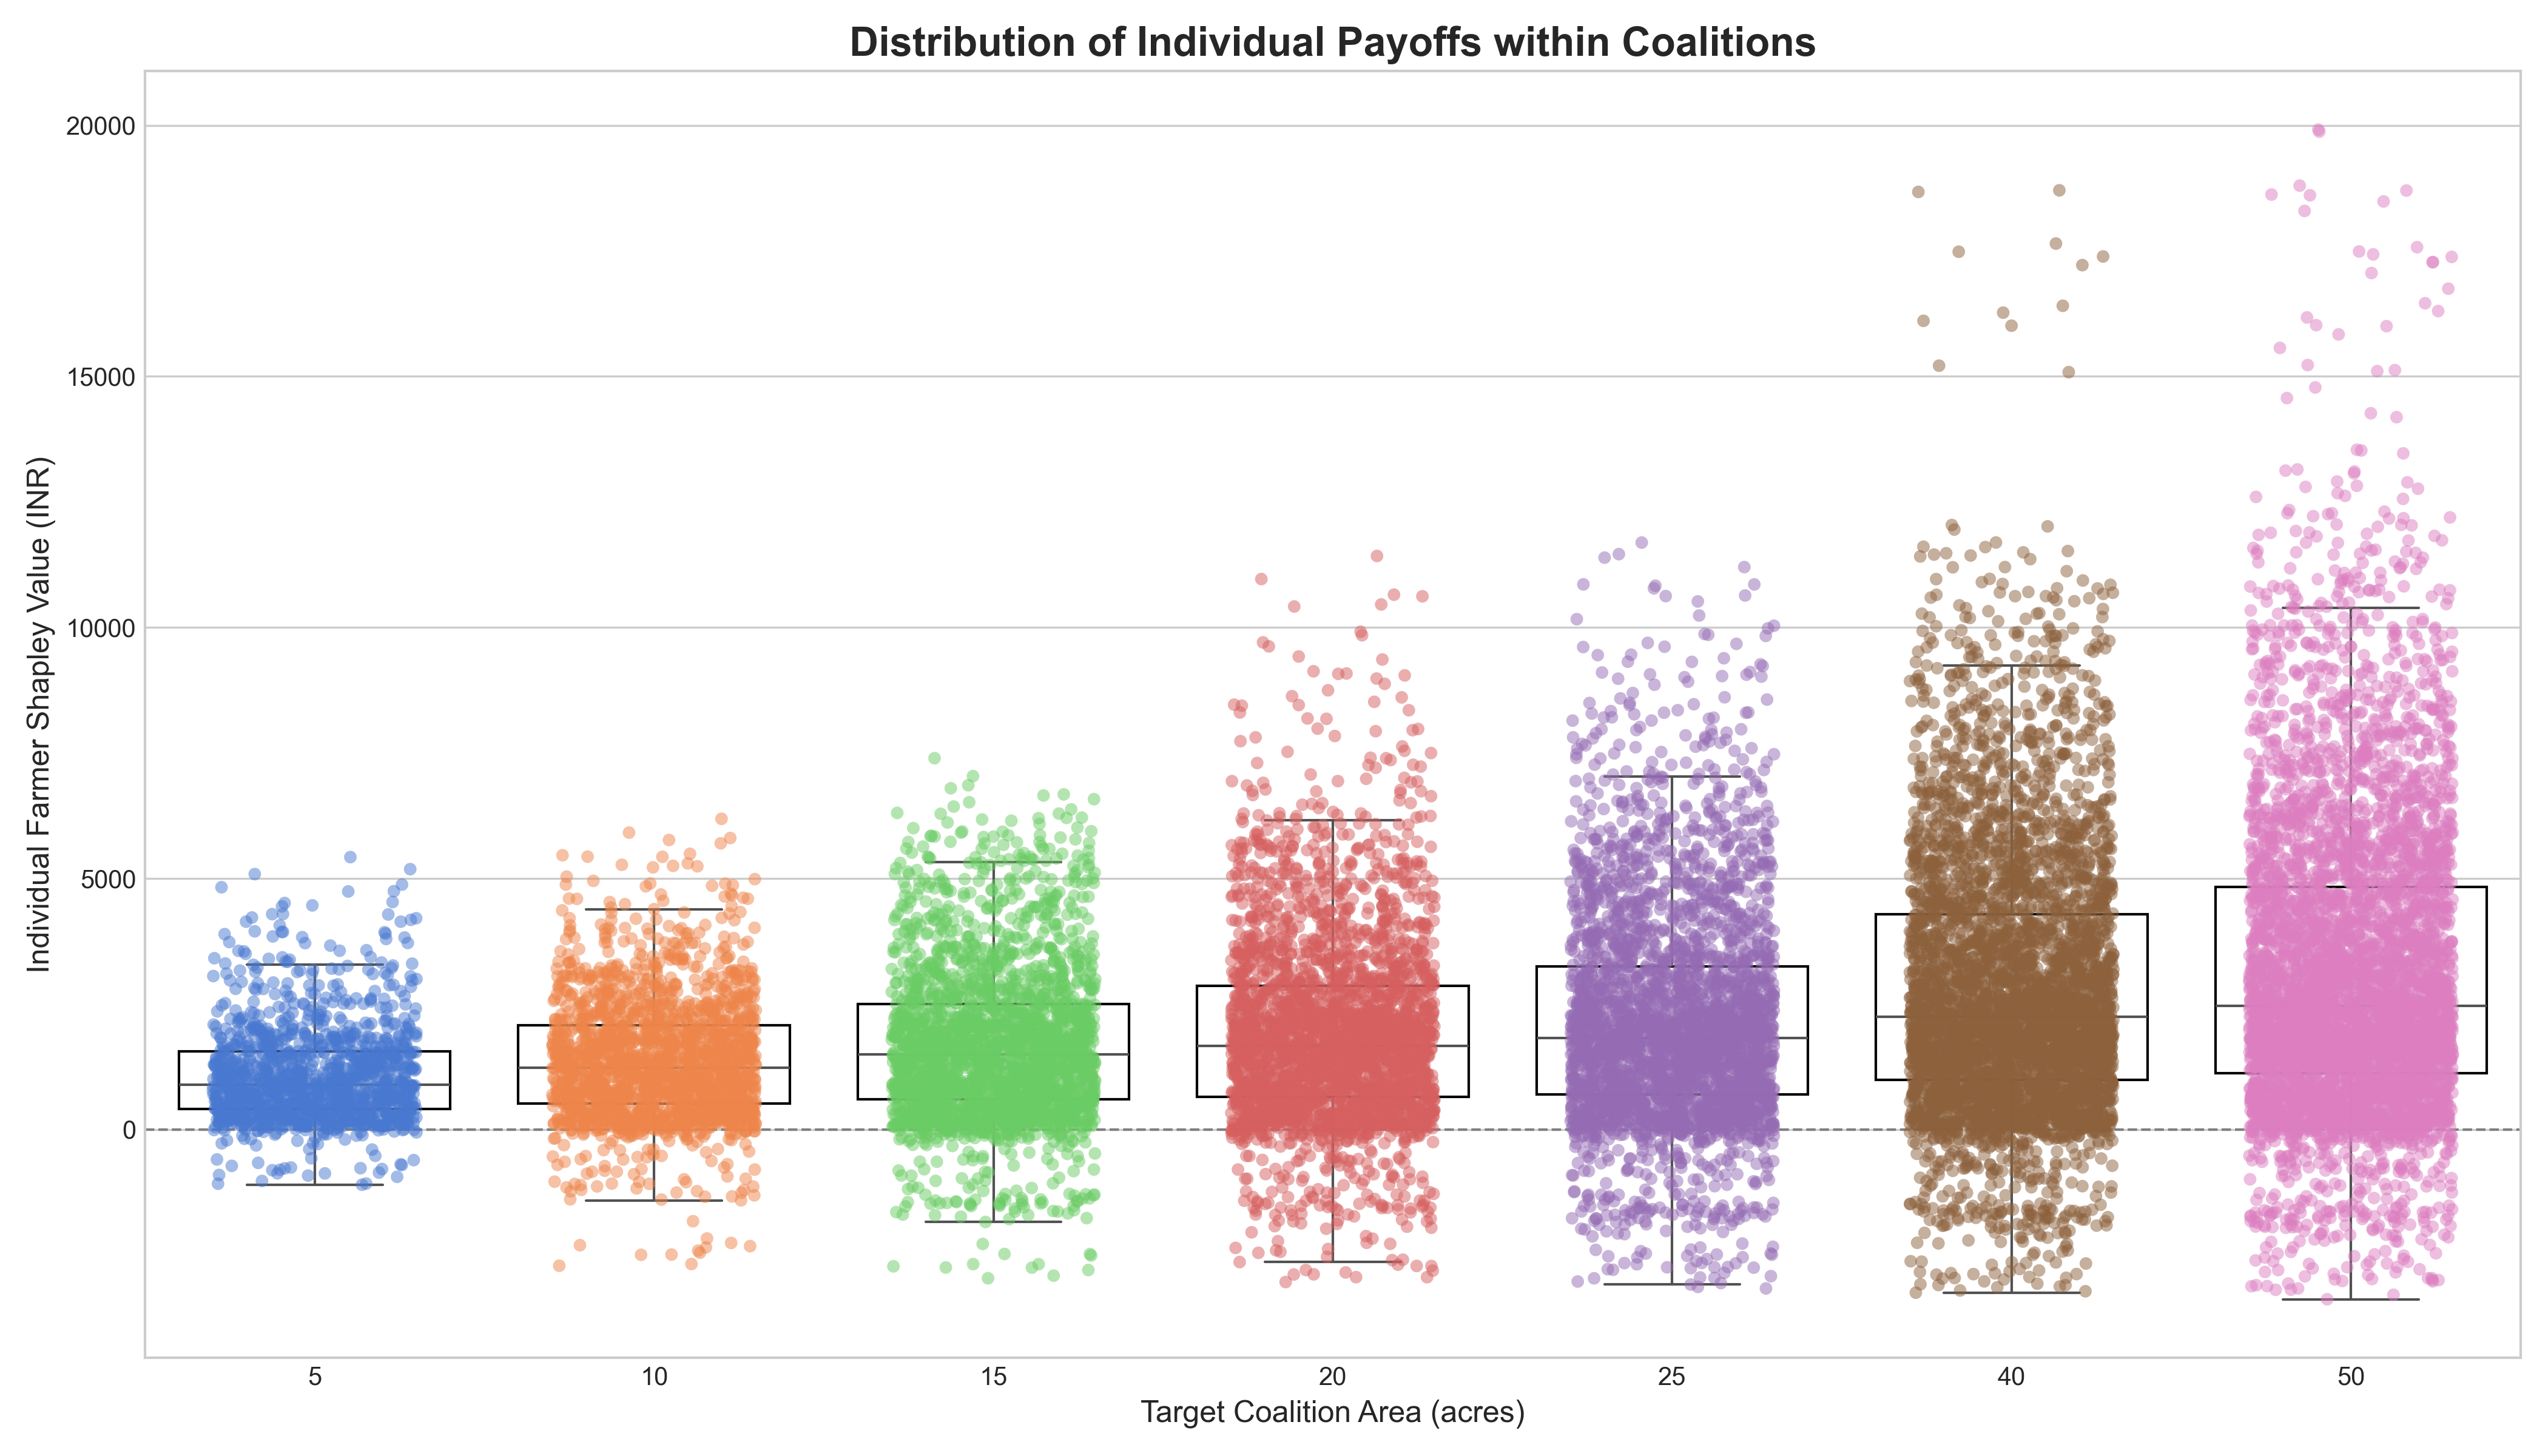 Distribution of Individual Payoffs within Coalitions
Individual Farmer Shapley Value (INR)
20000
15000
10000
5000
0
5 10 15 20 25 40 50
Target Coalition Area (acres)